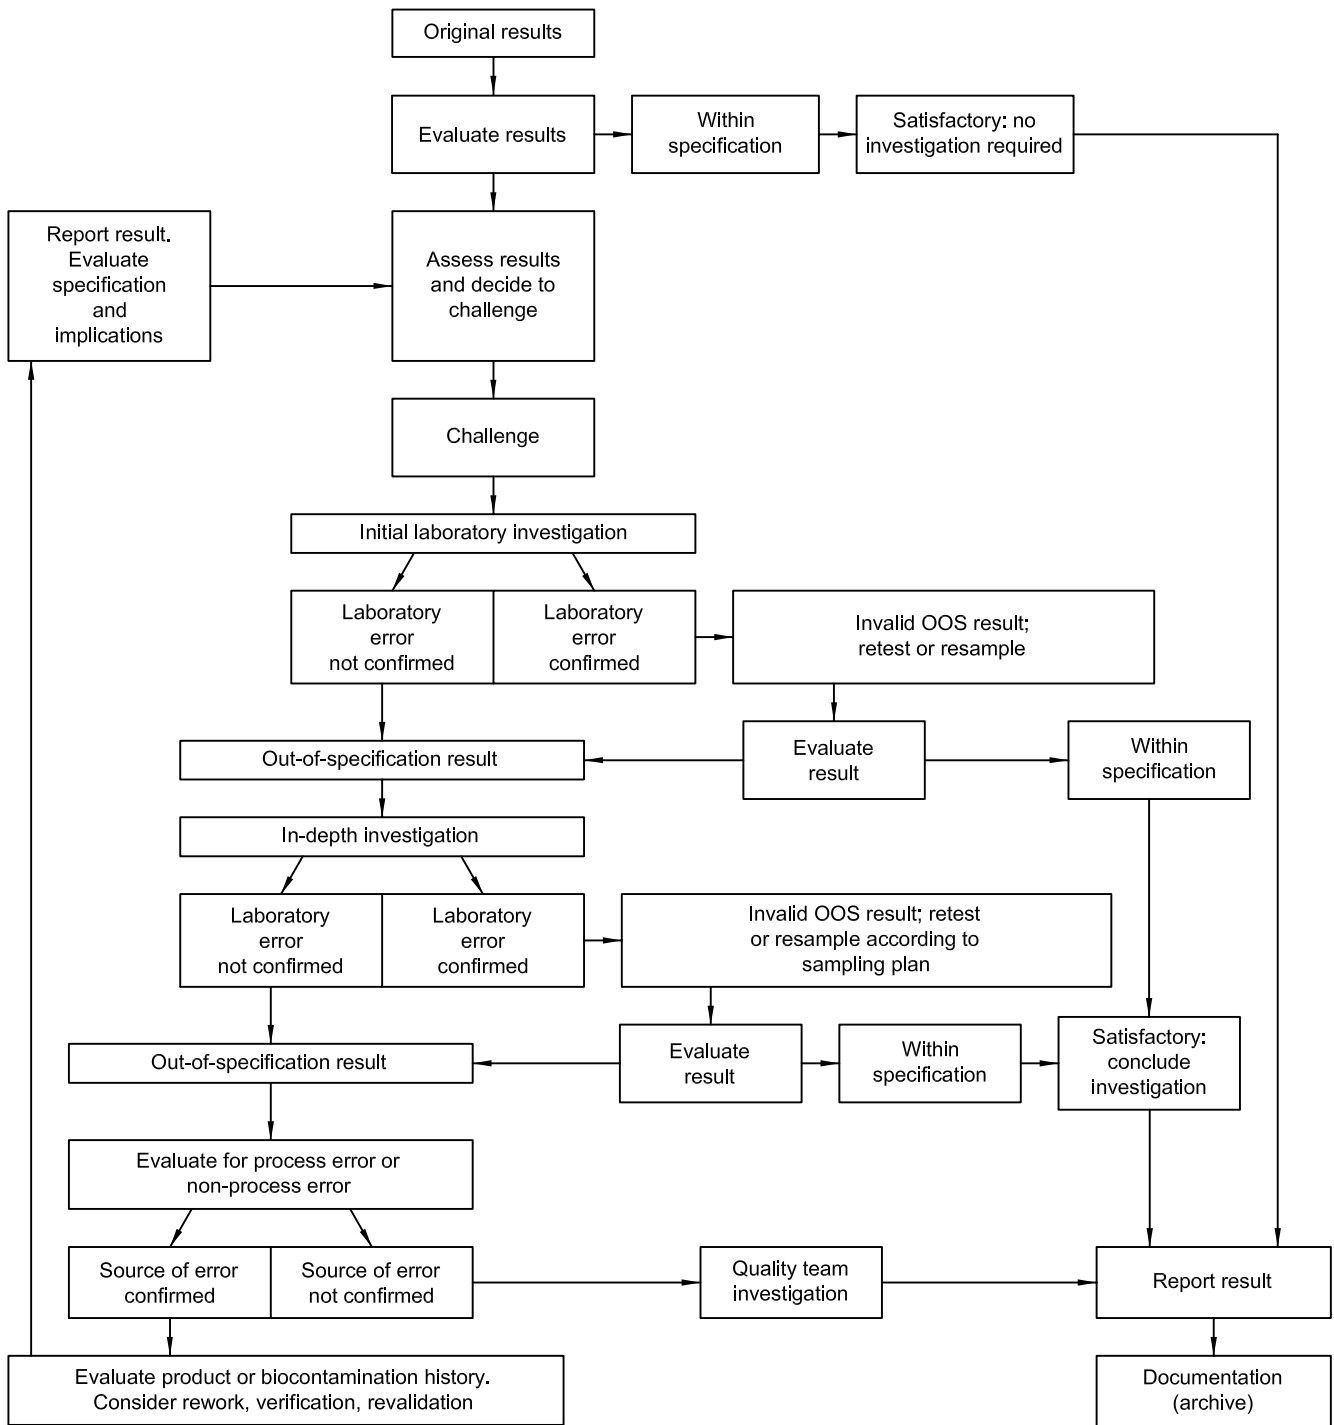 Original results
Evaluate results
Within
specification
Satisfactory: no
investigation required
Report result.
Evaluate
specification
and
implications
Assess results
and decide to
challenge
Challenge
Initial laboratory investigation
Laboratory
error
not confirmed
Laboratory
error
confirmed
Invalid OOS result;
retest or resample
Out-of-specification result
Evaluate
result
Within
specification
In-depth investigation
Laboratory
error
not confirmed
Laboratory
error
confirmed
Invalid OOS result; retest
or resample according to
sampling plan
Out-of-specification result
Evaluate
result
Within
specification
Satisfactory:
conclude
investigation
Evaluate for process error or
non-process error
Source of error
confirmed
Source of error
not confirmed
Quality team
investigation
Report result
Evaluate product or biocontamination history.
Consider rework, verification, revalidation
Documentation
(archive)